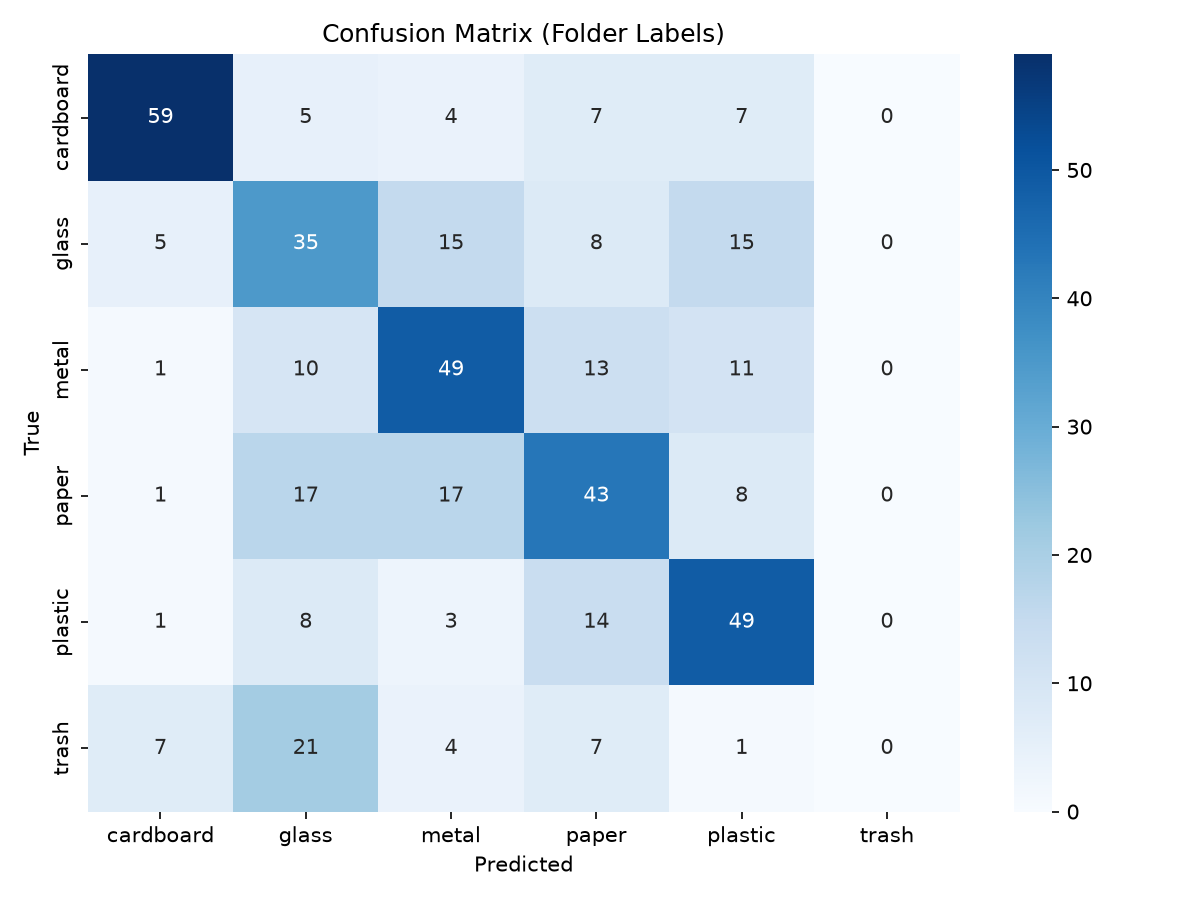 Confusion Matrix (Folder Labels)
True
cardboard 59 5 4 7 7 0
glass 5 35 15 8 15 0
metal 1 10 49 13 11 0
paper 1 17 17 43 8 0
plastic 1 8 3 14 49 0
trash 7 21 4 7 1 0
cardboard glass metal paper plastic trash
Predicted
50
40
30
20
10
0